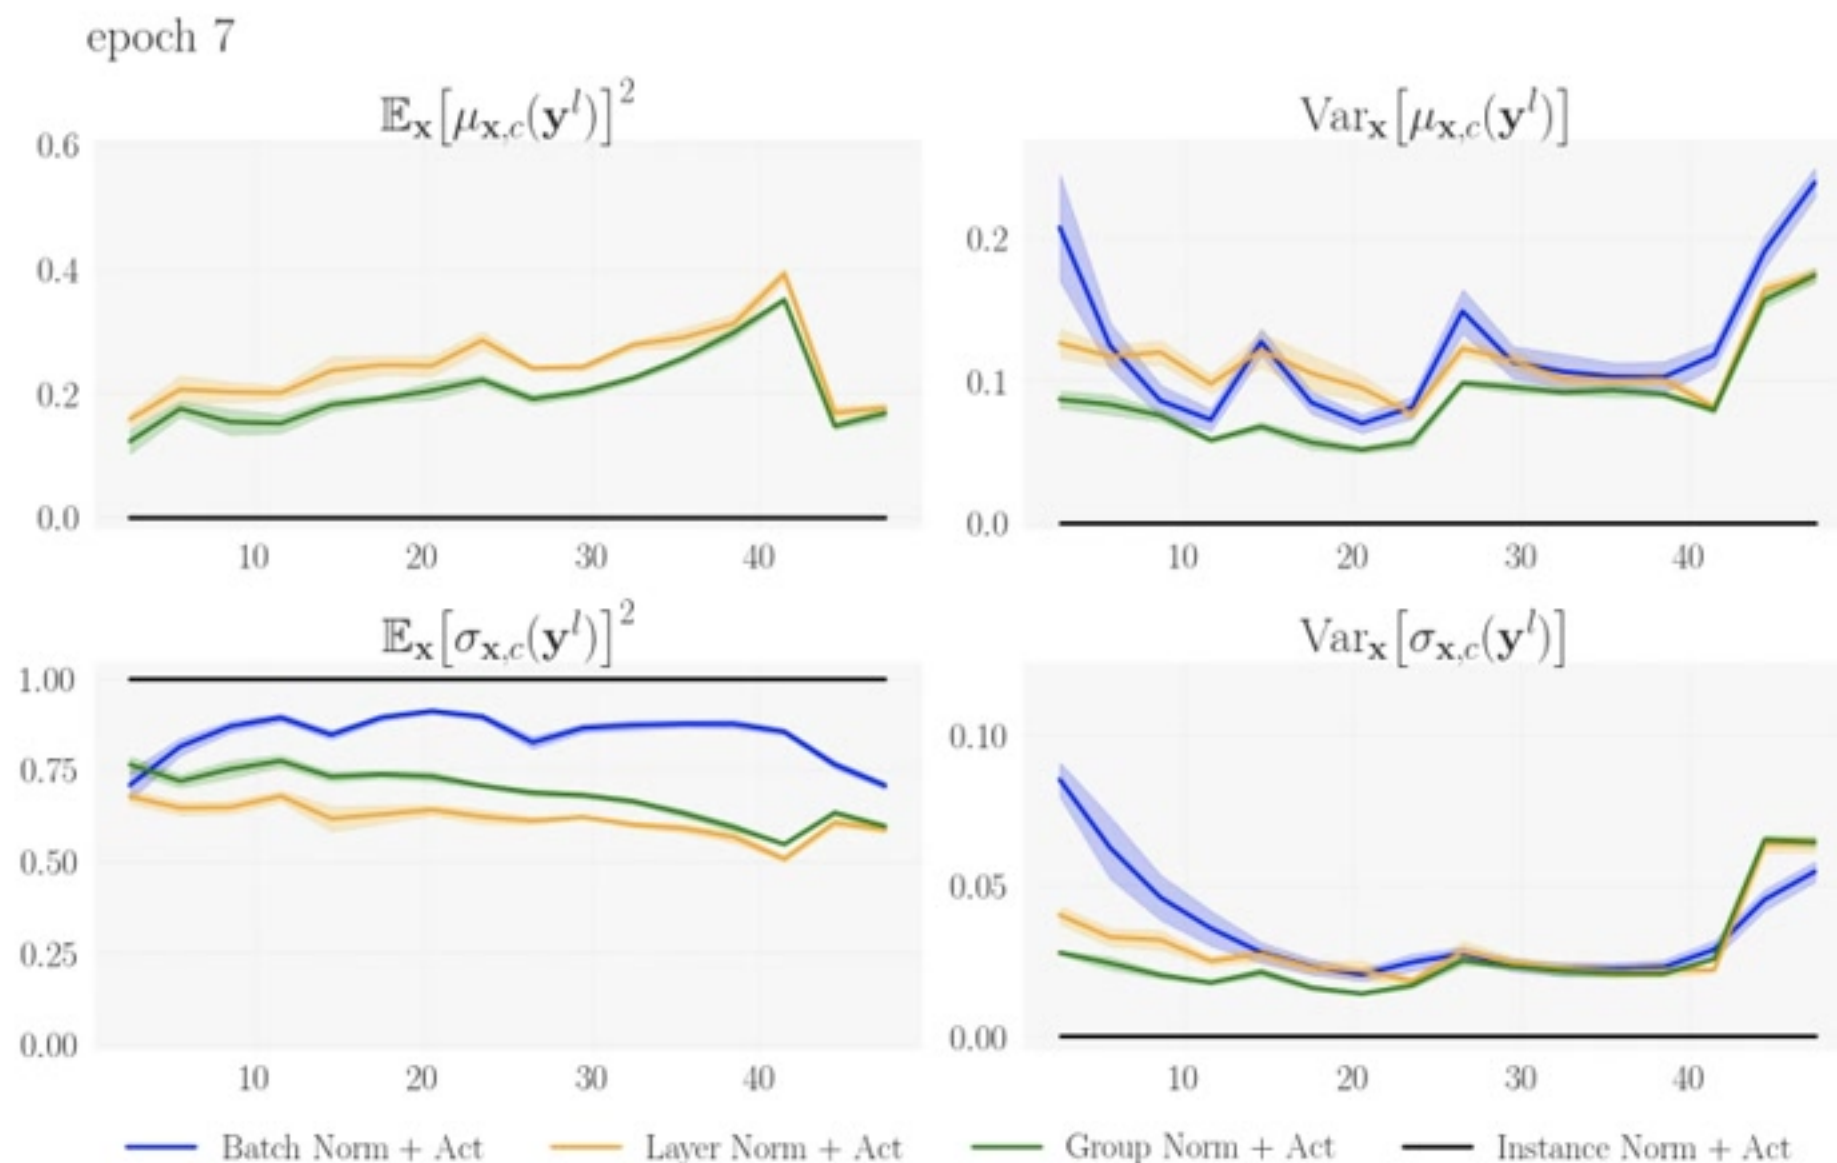 epoch 7
𝔼ₓ[μₓ,c(yˡ)]²
Varₓ[μₓ,c(yˡ)]
0.6
0.4
0.2
0.0
10 20 30 40
0.2
0.1
0.0
10 20 30 40
𝔼ₓ[σₓ,c(yˡ)]²
Varₓ[σₓ,c(yˡ)]
1.00
0.75
0.50
0.25
0.00
10 20 30 40
0.10
0.05
0.00
10 20 30 40
Batch Norm + Act Layer Norm + Act Group Norm + Act Instance Norm + Act